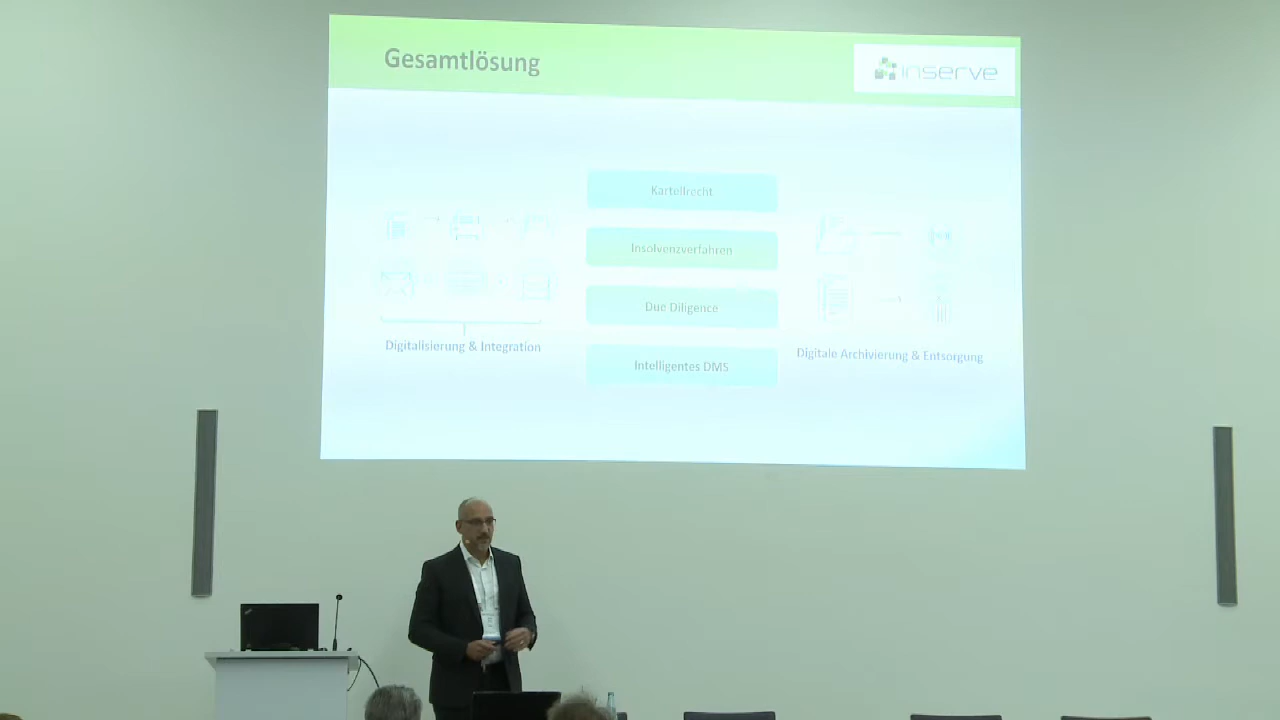 Gesamtlösung
inserve
Kartellrecht
Insolvenzverfahren
Due Diligence
Intelligentes DMS
Digitalisierung & Integration
Digitale Archivierung & Entsorgung